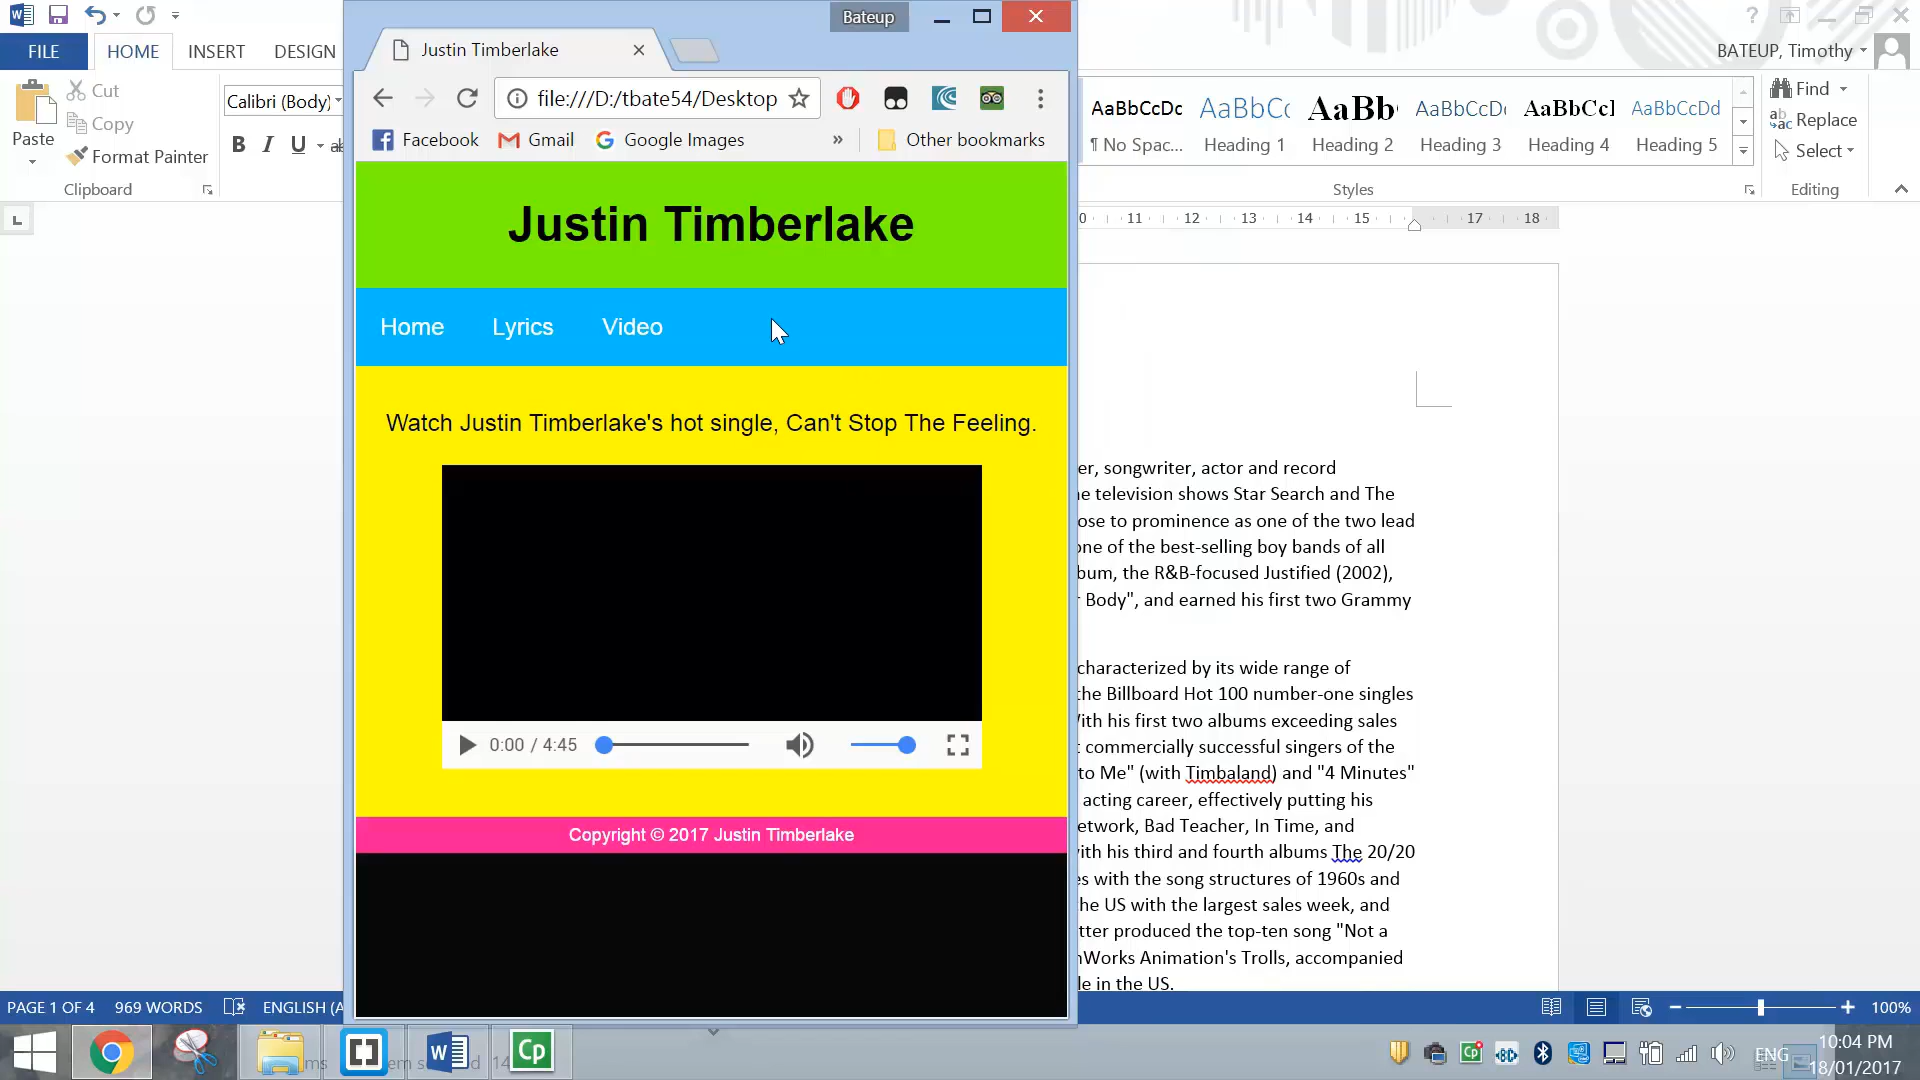 Bateup
FILE HOME INSERT DESIGN
Justin Timberlake
BATEUP, Timothy
Cut
Copy
Format Painter
Paste
Clipboard
Calibri (Body)
B I U
file:///D:/tbate54/Desktop
Facebook Gmail Google Images » Other bookmarks
AaBbCcDc AaBbCc AaBb AaBbCcD AaBbCcI AaBbCcDd
¶ No Spac... Heading 1 Heading 2 Heading 3 Heading 4 Heading 5
Styles
Find
Replace
Select
Editing
11 12 13 14 15 17 18
Justin Timberlake
Home Lyrics Video
Watch Justin Timberlake's hot single, Can't Stop The Feeling.
0:00 / 4:45
Copyright © 2017 Justin Timberlake
er, songwriter, actor and record
television shows Star Search and The
ose to prominence as one of the two lead
one of the best-selling boy bands of all
bum, the R&B-focused Justified (2002),
Body", and earned his first two Grammy
characterized by its wide range of
the Billboard Hot 100 number-one singles
with his first two albums exceeding sales
commercially successful singers of the
to Me" (with Timbaland) and "4 Minutes"
acting career, effectively putting his
etwork, Bad Teacher, In Time, and
with his third and fourth albums The 20/20
es with the song structures of 1960s and
he US with the largest sales week, and
tter produced the top-ten song "Not a
Works Animation's Trolls, accompanied
le in the US.
PAGE 1 OF 4 969 WORDS ENGLISH (A
100%
ENG
10:04 PM
18/01/2017